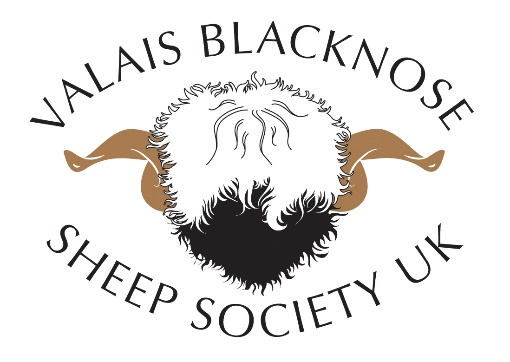 VALAIS BLACKNOSE
SHEEP SOCIETY UK